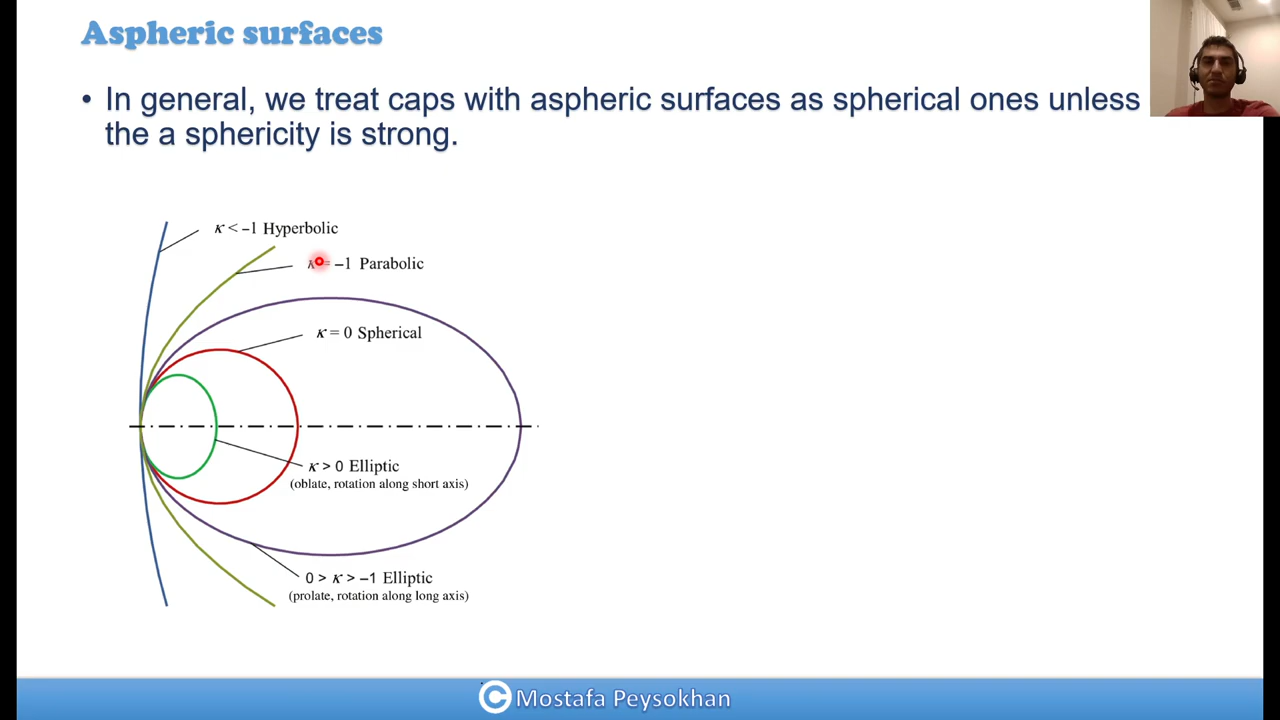 Aspheric surfaces
• In general, we treat caps with aspheric surfaces as spherical ones unless
the a sphericity is strong.
κ < −1 Hyperbolic
= −1 Parabolic
κ = 0 Spherical
κ > 0 Elliptic
(oblate, rotation along short axis)
0 > κ > −1 Elliptic
(prolate, rotation along long axis)
© Mostafa Peysokhan